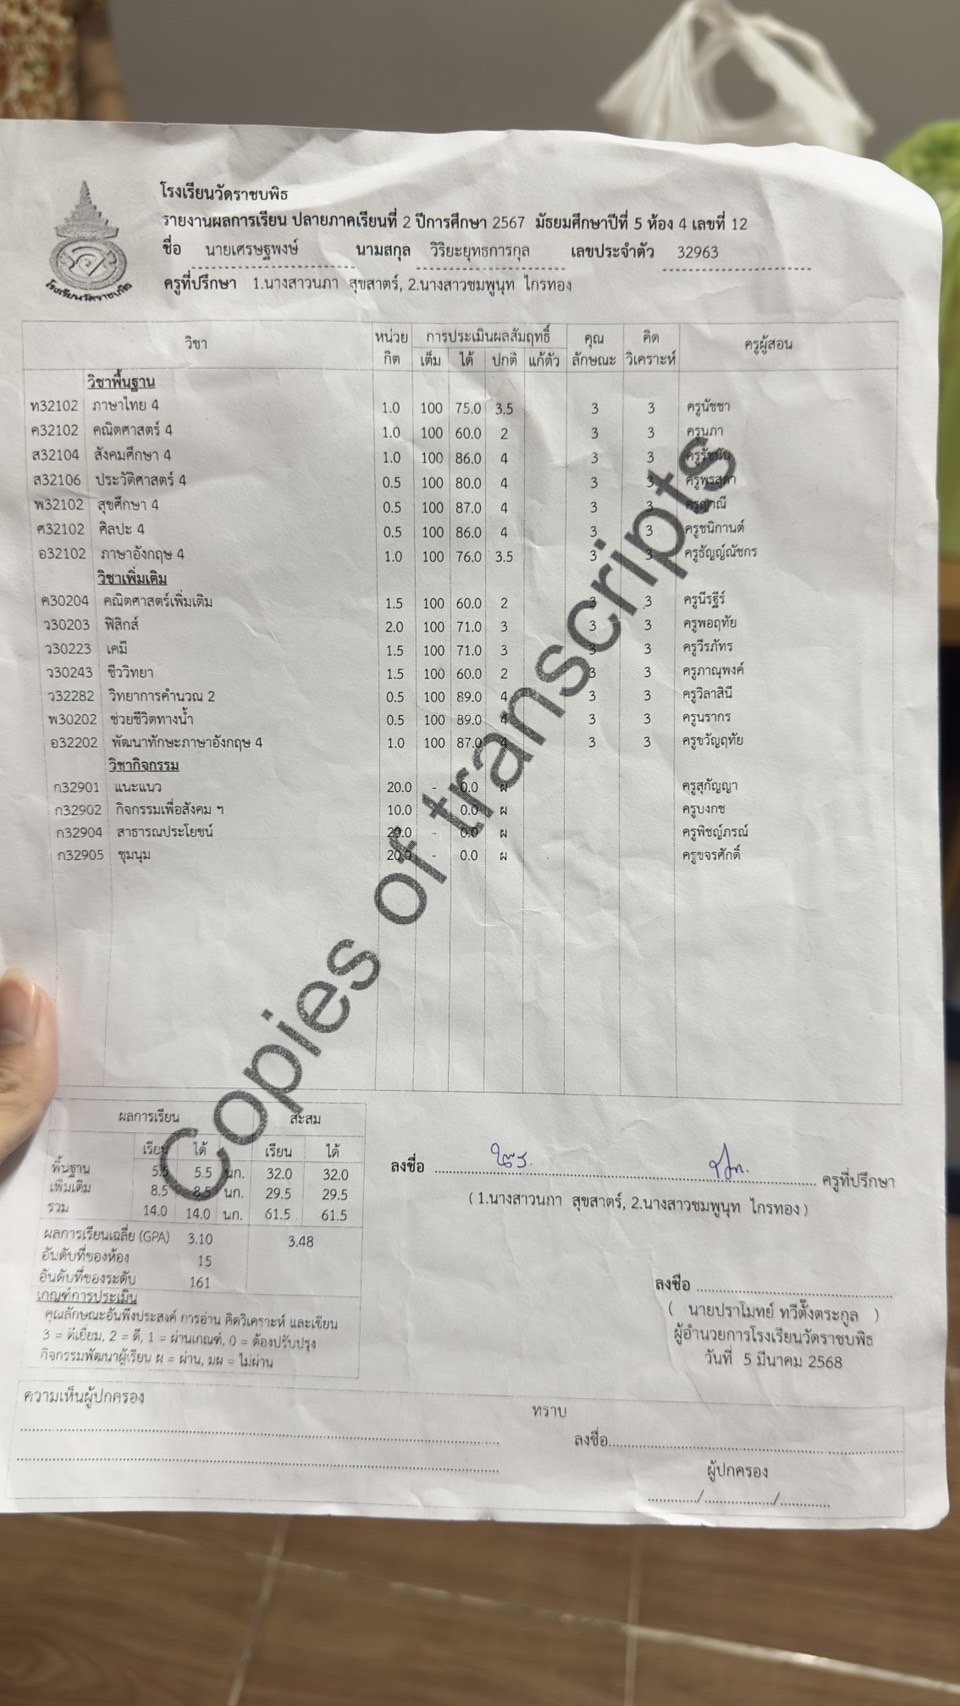 โรงเรียนวัดราชบพิธ
รายงานผลการเรียน ปลายภาคเรียนที่ 2 ปีการศึกษา 2567 มัธยมศึกษาปีที่ 5 ห้อง 4 เลขที่ 12
ชื่อ นายเศรษฐพงษ์ นามสกุล วิริยะยุทธการกุล เลขประจำตัว 32963
ครูที่ปรึกษา 1.นางสาวนภา สุขสาตร์, 2.นางสาวชมพูนุท ไกรทอง
โรงเรียนวัดราชบพิธ
วิชา หน่วยกิต การประเมินผลสัมฤทธิ์ คุณลักษณะ คิดวิเคราะห์ ครูผู้สอน
เต็ม ได้ ปกติ แก้ตัว
วิชาพื้นฐาน
ท32102 ภาษาไทย 4 1.0 100 75.0 3.5 3 3 ครูนัชชา
ค32102 คณิตศาสตร์ 4 1.0 100 60.0 2 3 3 ครูนภา
ส32104 สังคมศึกษา 4 1.0 100 86.0 4 3 3
ส32106 ประวัติศาสตร์ 4 0.5 100 80.0 4 3 3
พ32102 สุขศึกษา 4 0.5 100 87.0 4 3 3
ศ32102 ศิลปะ 4 0.5 100 86.0 4 3 3 ครูชนิกานต์
อ32102 ภาษาอังกฤษ 4 1.0 100 76.0 3.5 3 3 ครูธัญญ์ณัชกร
วิชาเพิ่มเติม
ค30204 คณิตศาสตร์เพิ่มเติม 1.5 100 60.0 2 3 3 ครูนีรฐีร์
ว30203 ฟิสิกส์ 2.0 100 71.0 3 3 3 ครูพอฤทัย
ว30223 เคมี 1.5 100 71.0 3 3 3 ครูวีรภัทร
ว30243 ชีววิทยา 1.5 100 60.0 2 3 3 ครูภาณุพงค์
ว32282 วิทยาการคำนวณ 2 0.5 100 89.0 4 3 3 ครูวิลาสินี
พ30202 ช่วยชีวิตทางน้ำ 0.5 100 89.0 4 3 3 ครูนรากร
อ32202 พัฒนาทักษะภาษาอังกฤษ 4 1.0 100 87.0 4 3 3 ครูขวัญฤทัย
วิชากิจกรรม
ก32901 แนะแนว 20.0 - 0.0 ผ ครูสุกัญญา
ก32902 กิจกรรมเพื่อสังคม ฯ 10.0 - 0.0 ผ ครูบงกช
ก32904 สาธารณประโยชน์ 20.0 - 0.0 ผ ครูพิชญ์ภรณ์
ก32905 ชุมนุม 20.0 - 0.0 ผ ครูขจรศักดิ์
Copies of transcripts
ผลการเรียน สะสม
เรียน ได้ เรียน ได้
พื้นฐาน 5.5 5.5 นก. 32.0 32.0
เพิ่มเติม 8.5 8.5 นก. 29.5 29.5
รวม 14.0 14.0 นก. 61.5 61.5
ผลการเรียนเฉลี่ย (GPA) 3.10 3.48
อันดับที่ของห้อง 15
อันดับที่ของระดับ 161
เกณฑ์การประเมิน
คุณลักษณะอันพึงประสงค์ การอ่าน คิดวิเคราะห์ และเขียน
3 = ดีเยี่ยม, 2 = ดี, 1 = ผ่านเกณฑ์, 0 = ต้องปรับปรุง
กิจกรรมพัฒนาผู้เรียน ผ = ผ่าน, มผ = ไม่ผ่าน
ลงชื่อ ครูที่ปรึกษา
(1.นางสาวนภา สุขสาตร์, 2.นางสาวชมพูนุท ไกรทอง)
ลงชื่อ
( นายปราโมทย์ ทวีตั้งตระกูล )
ผู้อำนวยการโรงเรียนวัดราชบพิธ
วันที่ 5 มีนาคม 2568
ความเห็นผู้ปกครอง
ทราบ
ลงชื่อ
ผู้ปกครอง
............/................../.............